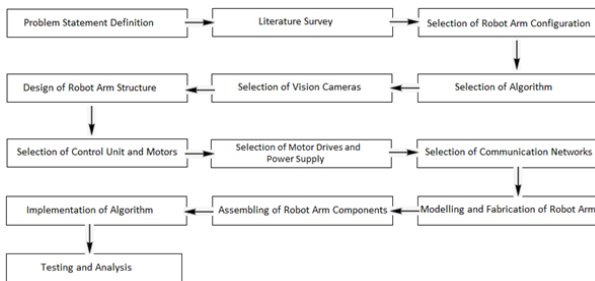 Problem Statement Definition
Literature Survey
Selection of Robot Arm Configuration
Selection of Algorithm
Selection of Vision Cameras
Design of Robot Arm Structure
Selection of Control Unit and Motors
Selection of Motor Drives and
Power Supply
Selection of Communication Networks
Modelling and Fabrication of Robot Arm
Assembling of Robot Arm Components
Implementation of Algorithm
Testing and Analysis